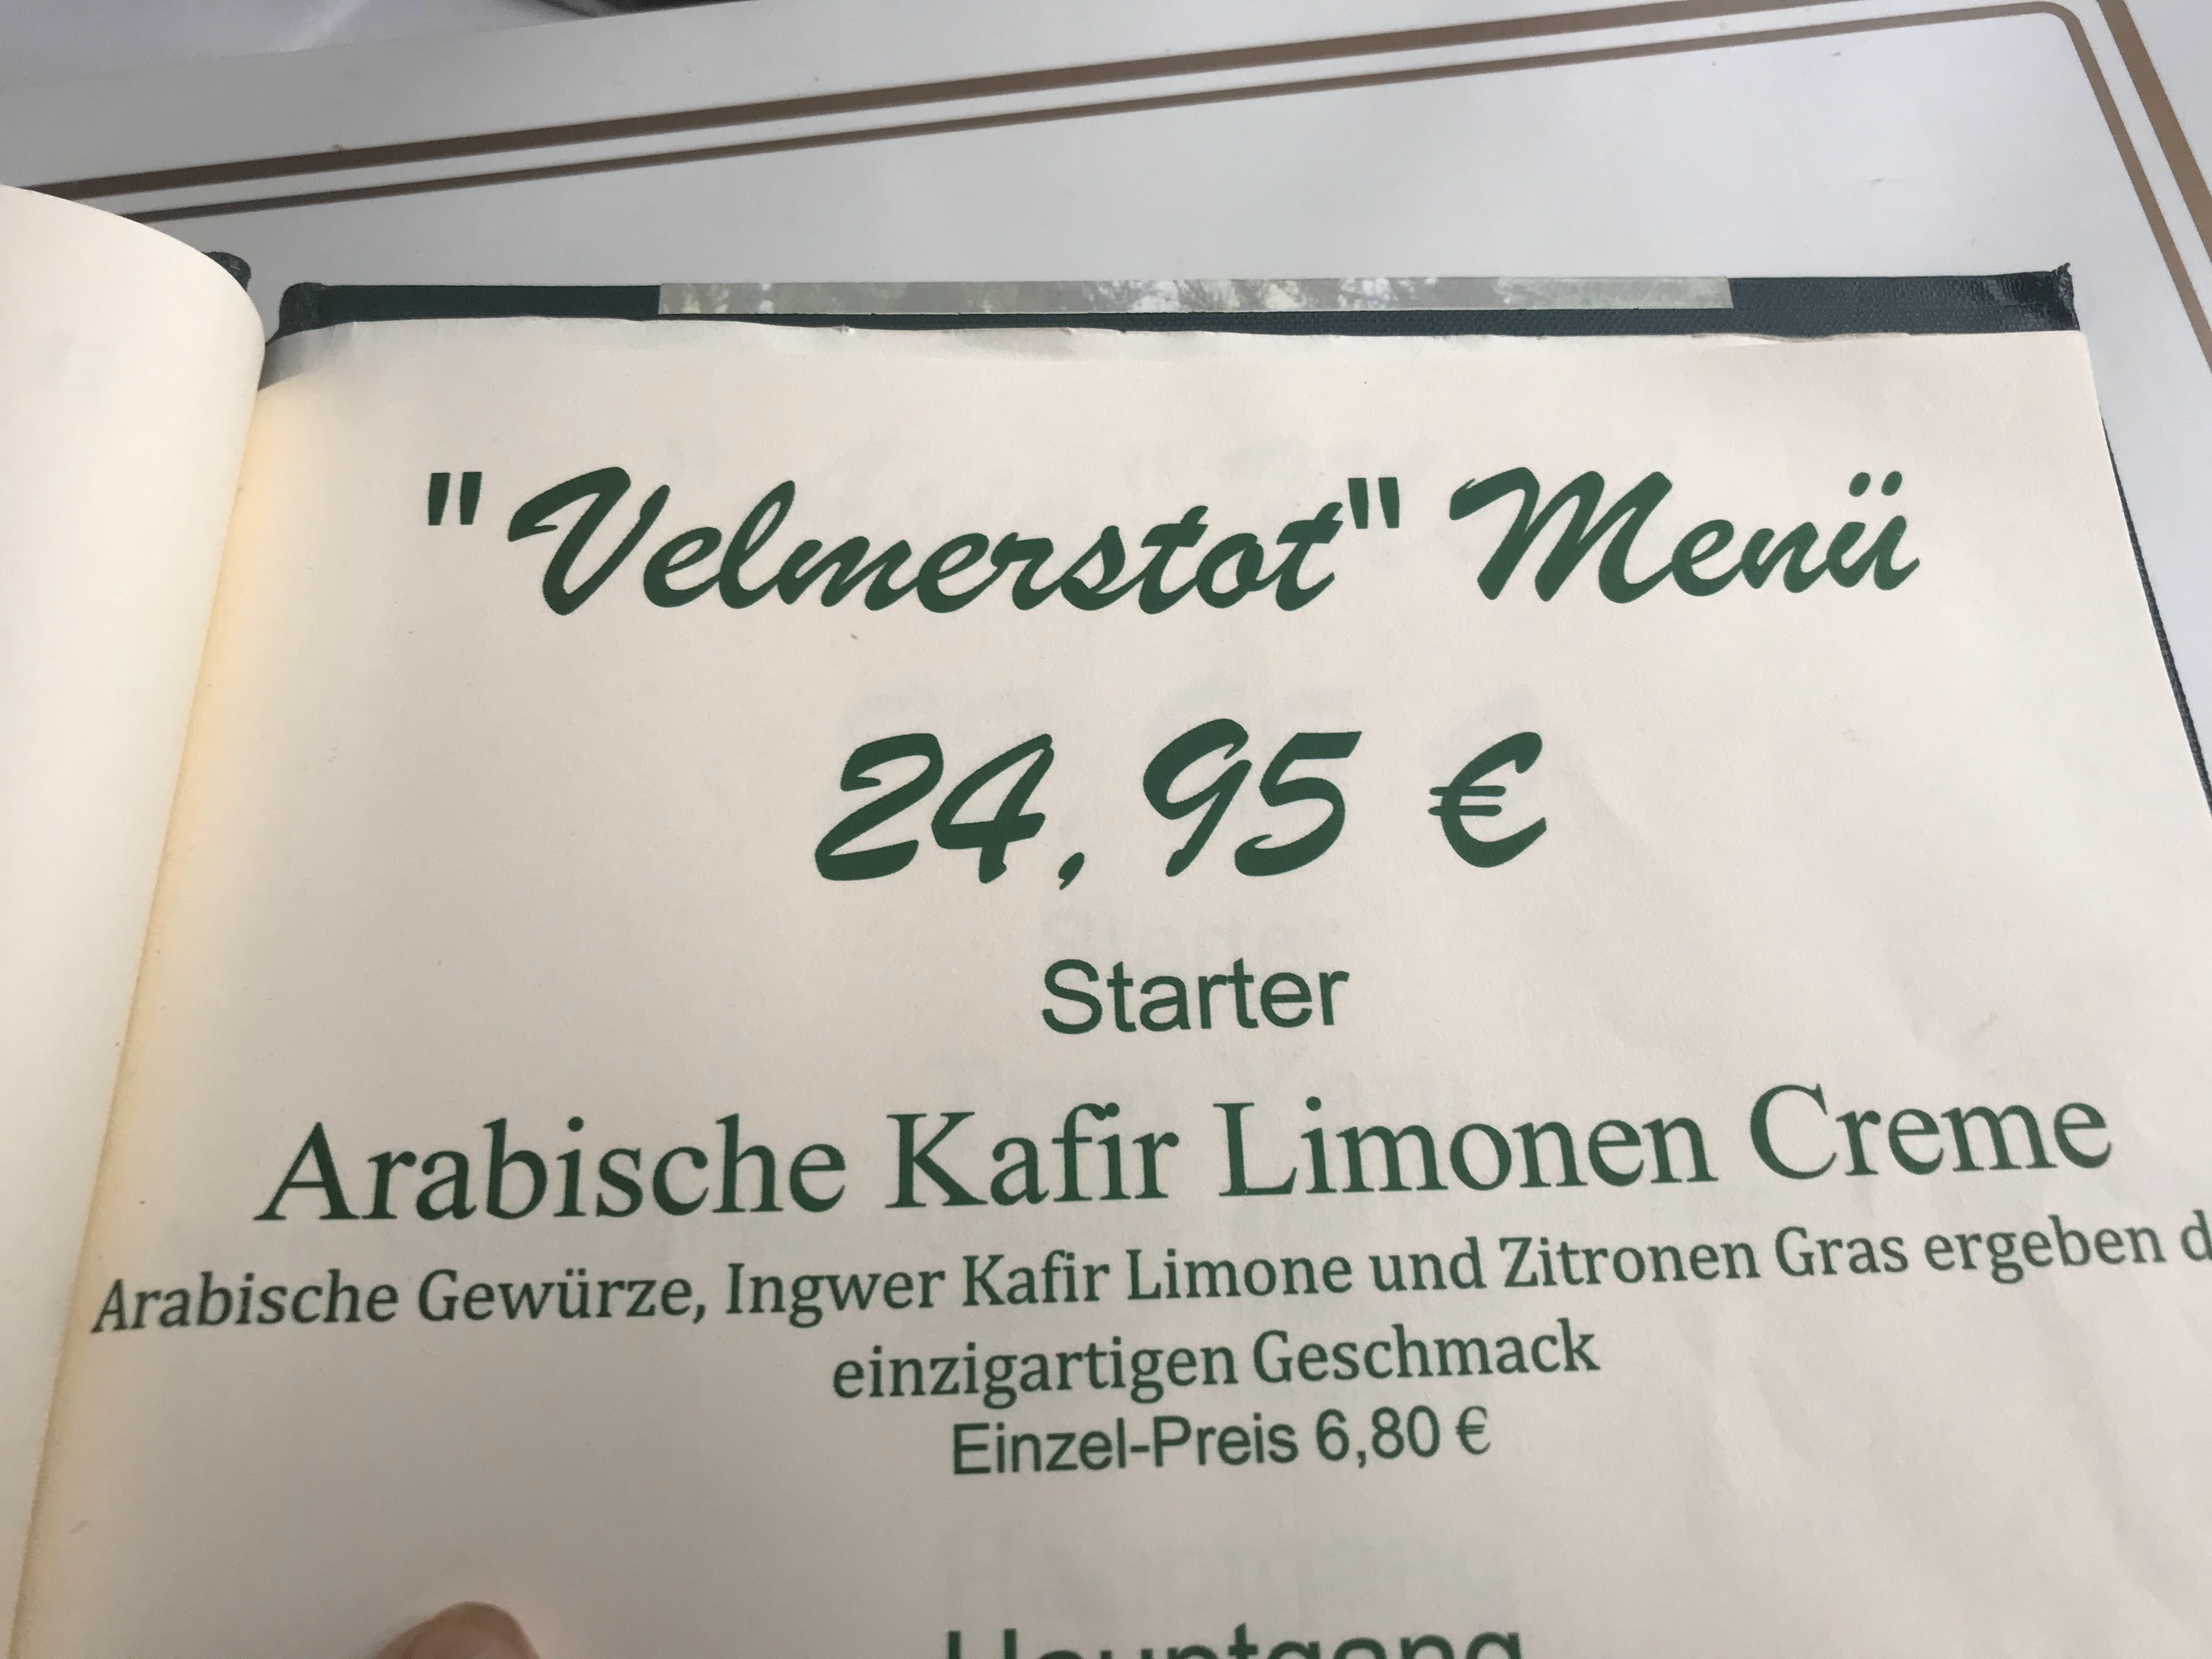 "Velmerstot" Menü
24,95 €
Starter
Arabische Kafir Limonen Creme
Arabische Gewürze, Ingwer Kafir Limone und Zitronen Gras ergeben d
einzigartigen Geschmack
Einzel-Preis 6,80 €
Hauptgang